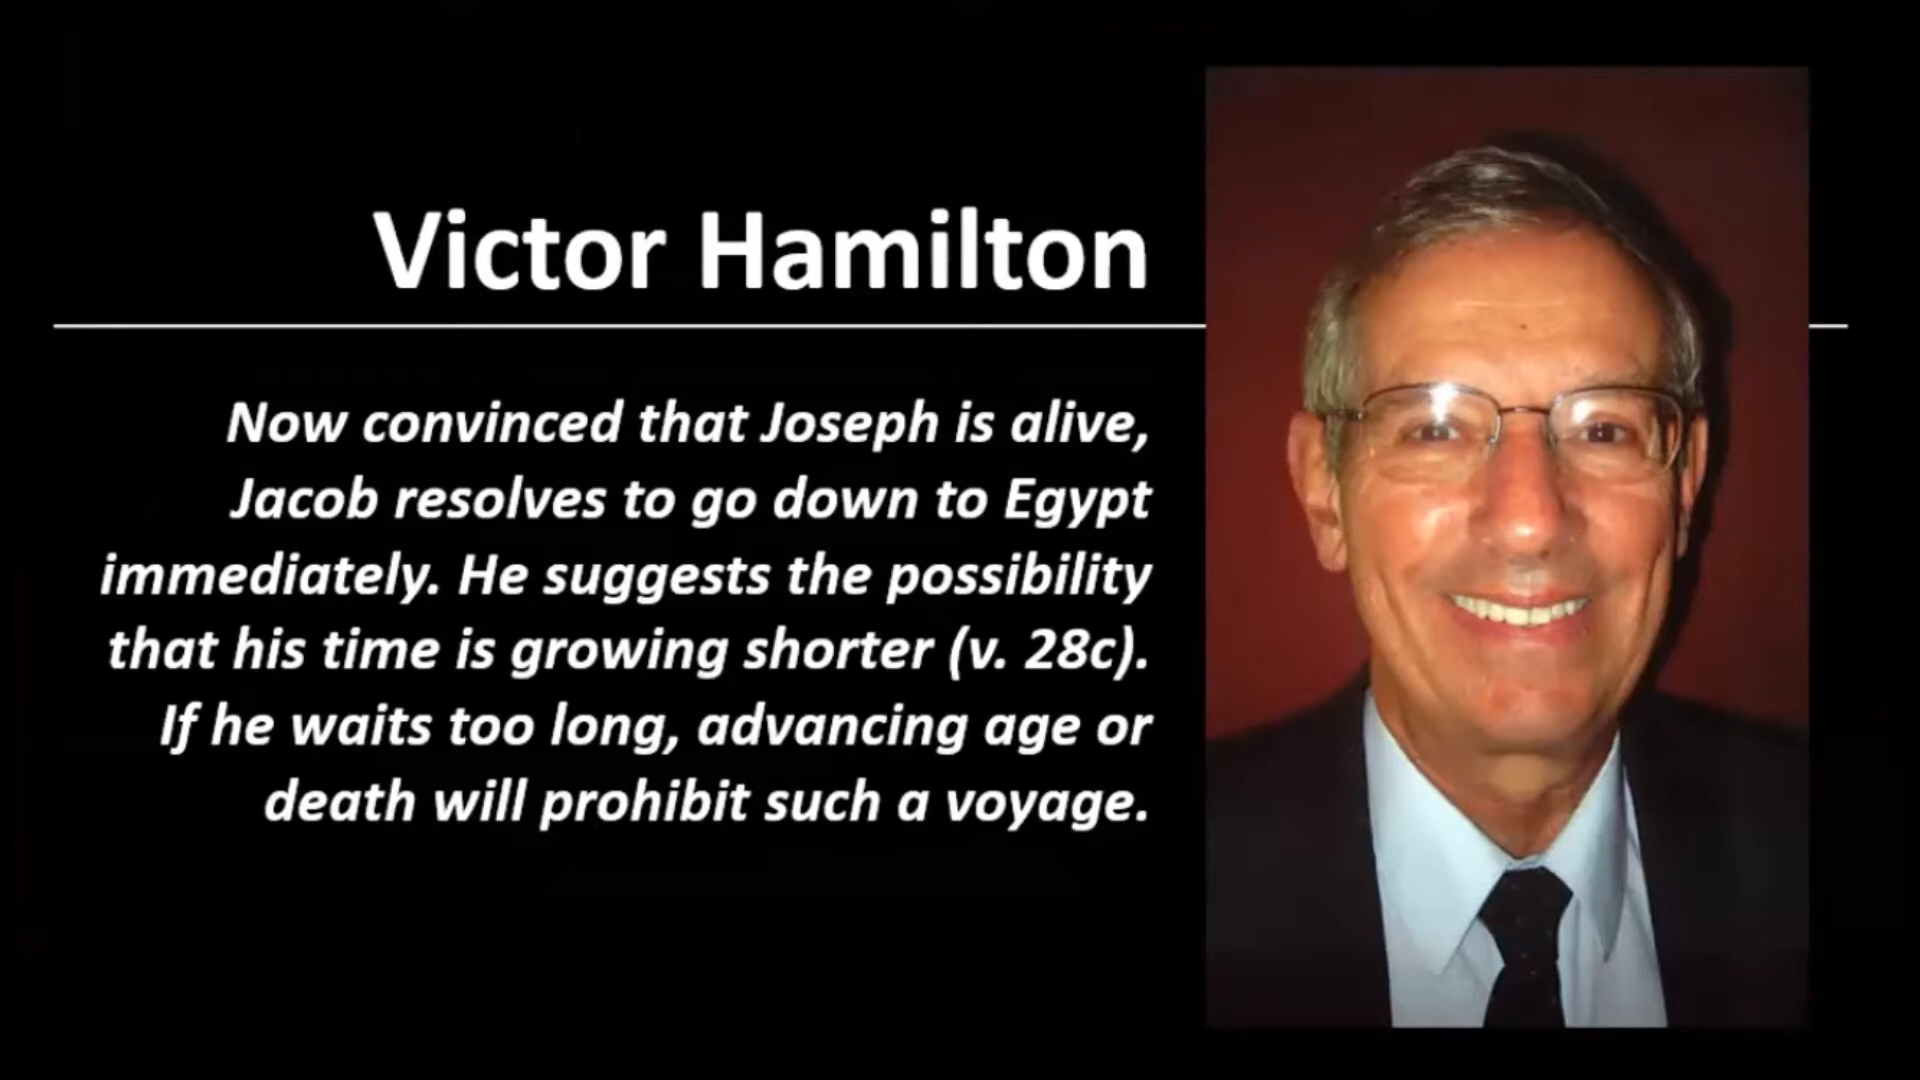 Victor Hamilton
Now convinced that Joseph is alive,
Jacob resolves to go down to Egypt
immediately. He suggests the possibility
that his time is growing shorter (v. 28c).
If he waits too long, advancing age or
death will prohibit such a voyage.